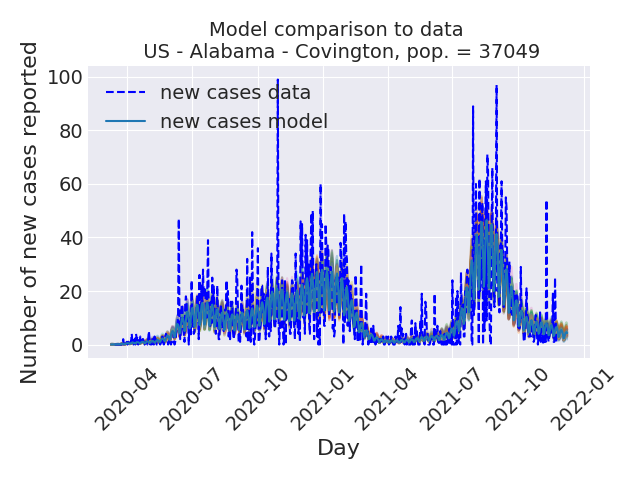 Model comparison to data
US - Alabama - Covington, pop. = 37049
Number of new cases reported
100
80
60
40
20
0
new cases data
new cases model
2020-04
2020-07
2020-10
2021-01
2021-04
2021-07
2021-10
2022-01
Day